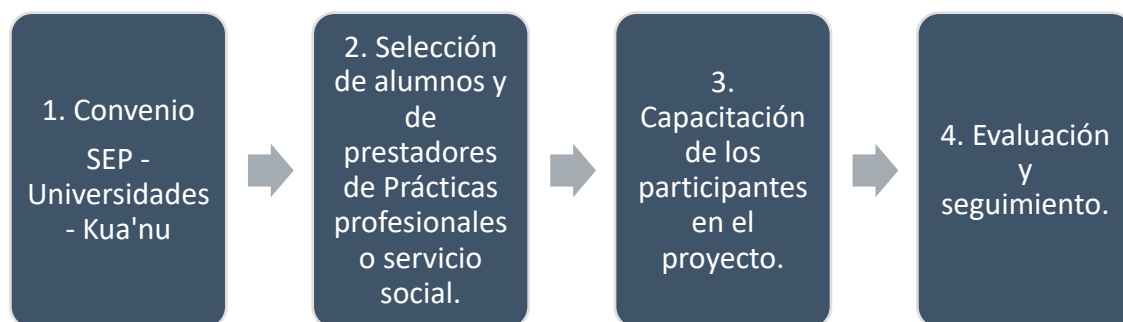 1. Convenio
SEP -
Universidades
- Kua'nu
2. Selección
de alumnos y
de
prestadores
de Prácticas
profesionales
o servicio
social.
3.
Capacitación
de los
participantes
en el
proyecto.
4. Evaluación
y
seguimiento.